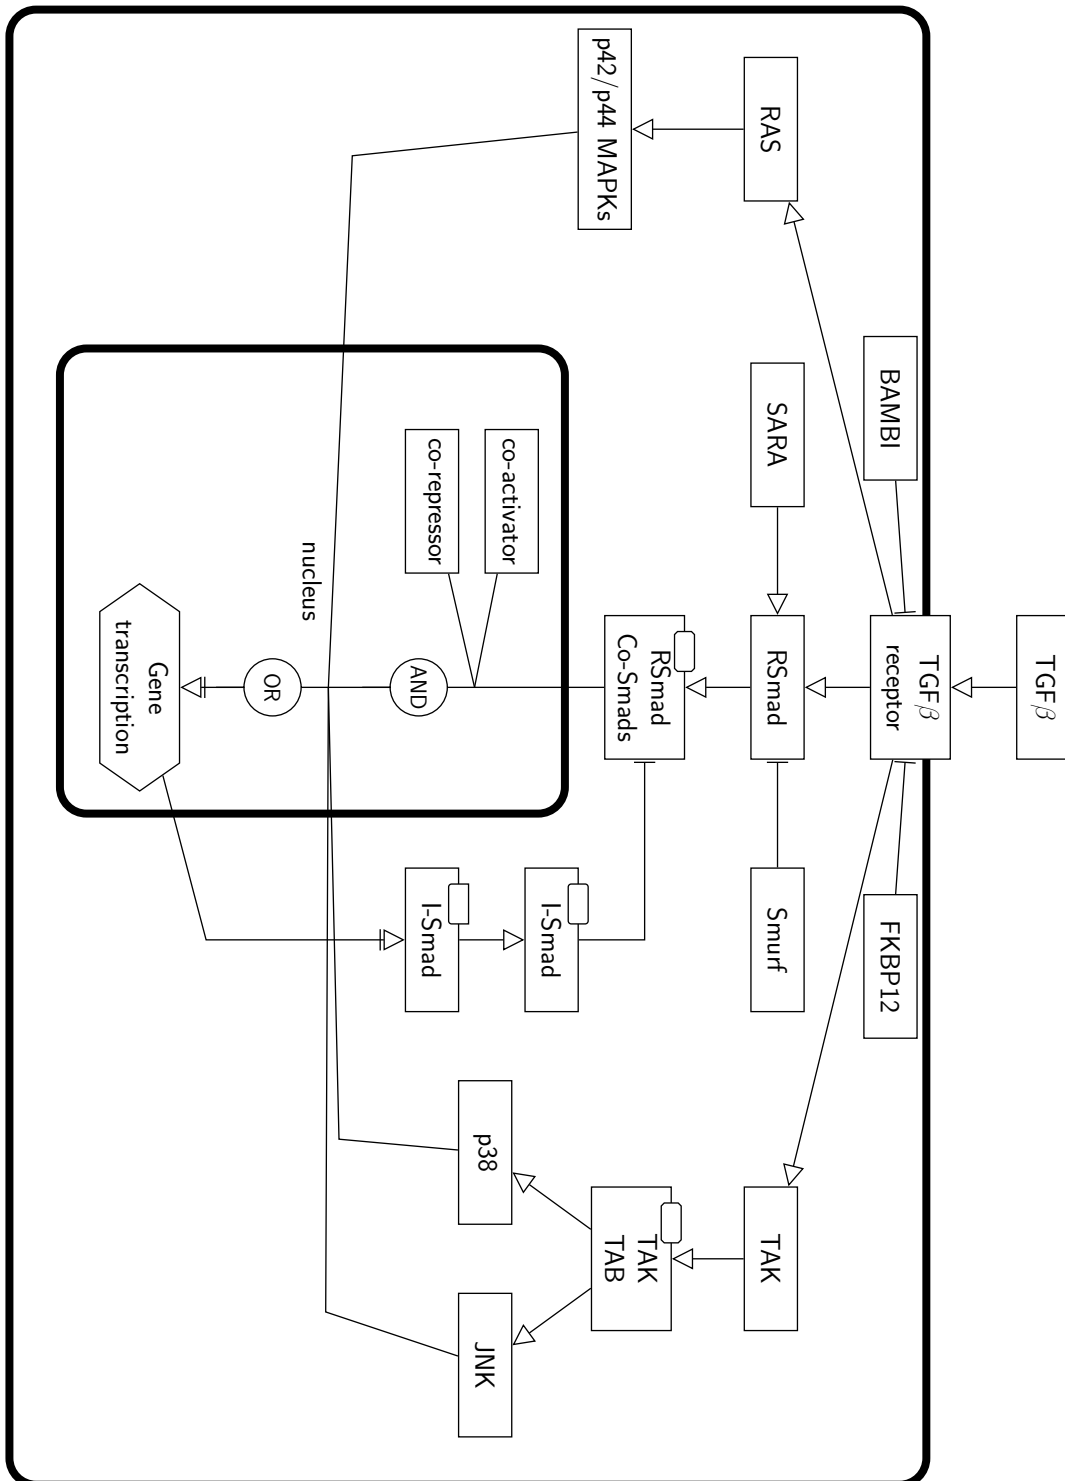 TGFβ
TGFβ
receptor
BAMBI
FKBP12
RAS
SARA
RSmad
Smurf
TAK
p42/p44 MAPKs
RSmad
Co-Smads
TAK
TAB
co-activator
co-repressor
I-Smad
I-Smad
p38
JNK
AND
nucleus
OR
Gene
transcription